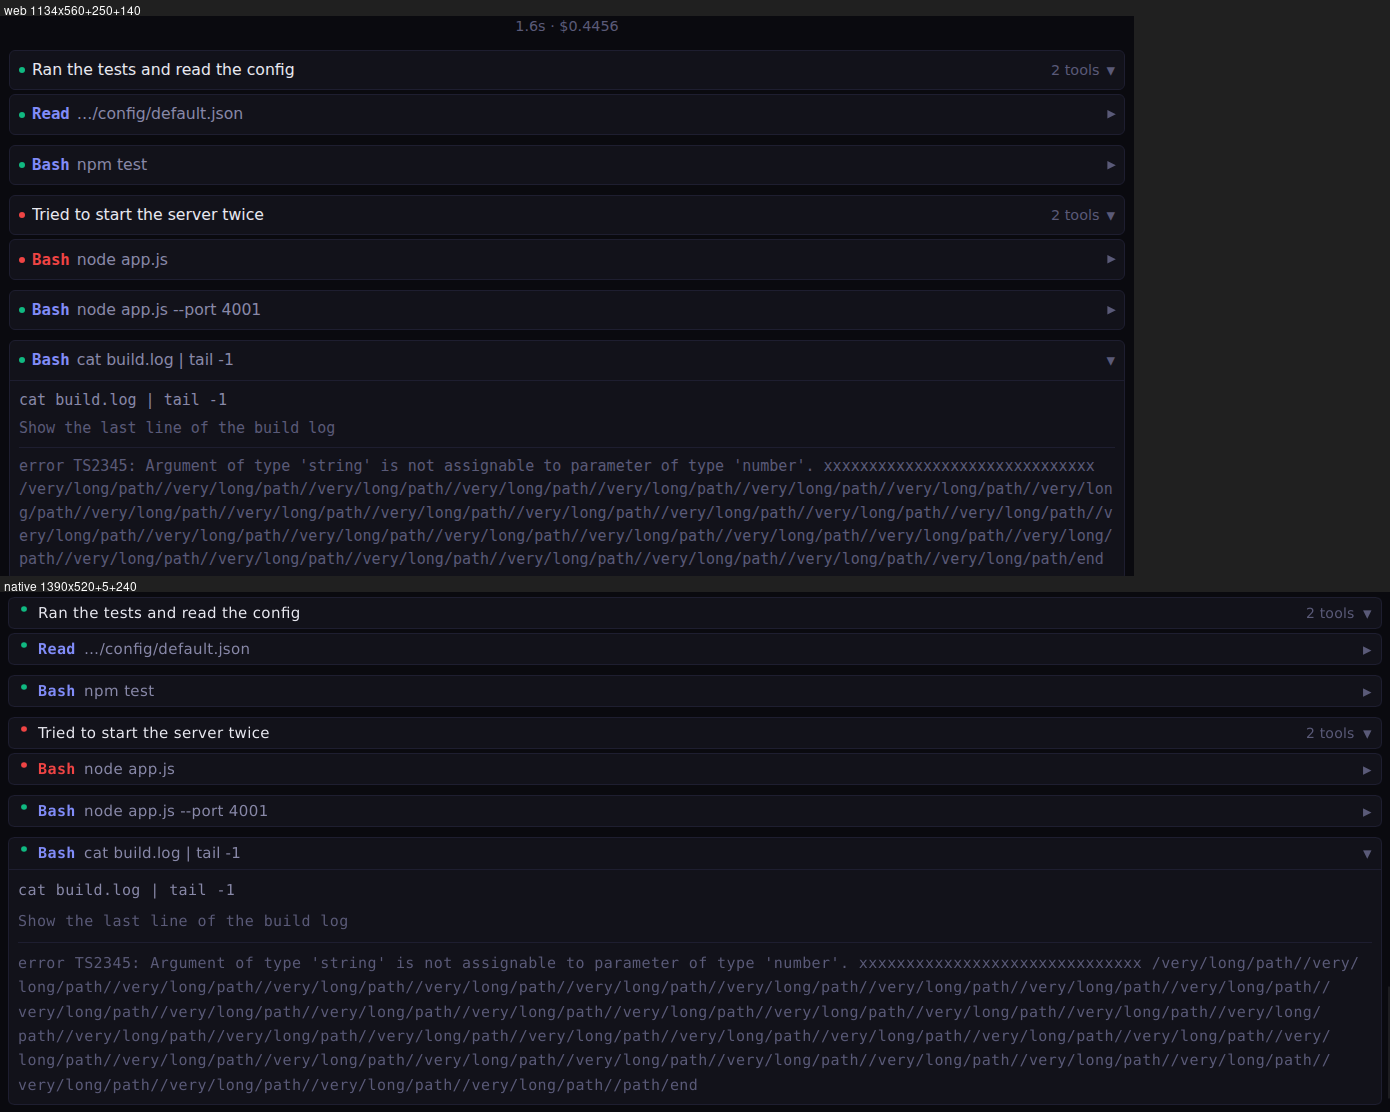 web 1134x560+250+140
1.6s · $0.4456
Ran the tests and read the config 2 tools ▼
Read …/config/default.json ▶
Bash npm test ▶
Tried to start the server twice 2 tools ▼
Bash node app.js ▶
Bash node app.js --port 4001 ▶
Bash cat build.log | tail -1 ▼
cat build.log | tail -1
Show the last line of the build log
error TS2345: Argument of type 'string' is not assignable to parameter of type 'number'. xxxxxxxxxxxxxxxxxxxxxxxxxxxxxx
/very/long/path//very/long/path//very/long/path//very/long/path//very/long/path//very/long/path//very/long/path//very/lon
g/path//very/long/path//very/long/path//very/long/path//very/long/path//very/long/path//very/long/path//very/long/path//v
ery/long/path//very/long/path//very/long/path//very/long/path//very/long/path//very/long/path//very/long/path//very/long/
path//very/long/path//very/long/path//very/long/path//very/long/path//very/long/path//very/long/path//very/long/path/end
native 1390x520+5+240
Ran the tests and read the config 2 tools ▼
Read …/config/default.json ▶
Bash npm test ▶
Tried to start the server twice 2 tools ▼
Bash node app.js ▶
Bash node app.js --port 4001 ▶
Bash cat build.log | tail -1 ▼
cat build.log | tail -1
Show the last line of the build log
error TS2345: Argument of type 'string' is not assignable to parameter of type 'number'. xxxxxxxxxxxxxxxxxxxxxxxxxxxxxx /very/long/path//very/
long/path//very/long/path//very/long/path//very/long/path//very/long/path//very/long/path//very/long/path//very/long/path//
very/long/path//very/long/path//very/long/path//very/long/path//very/long/path//very/long/path//very/long/path//very/long/
path//very/long/path//very/long/path//very/long/path//very/long/path//very/long/path//very/long/path//very/long/path//very/
long/path//very/long/path//very/long/path//very/long/path//very/long/path//very/long/path//very/long/path//very/long/path//
very/long/path//very/long/path//very/long/path//very/long/path//path/end